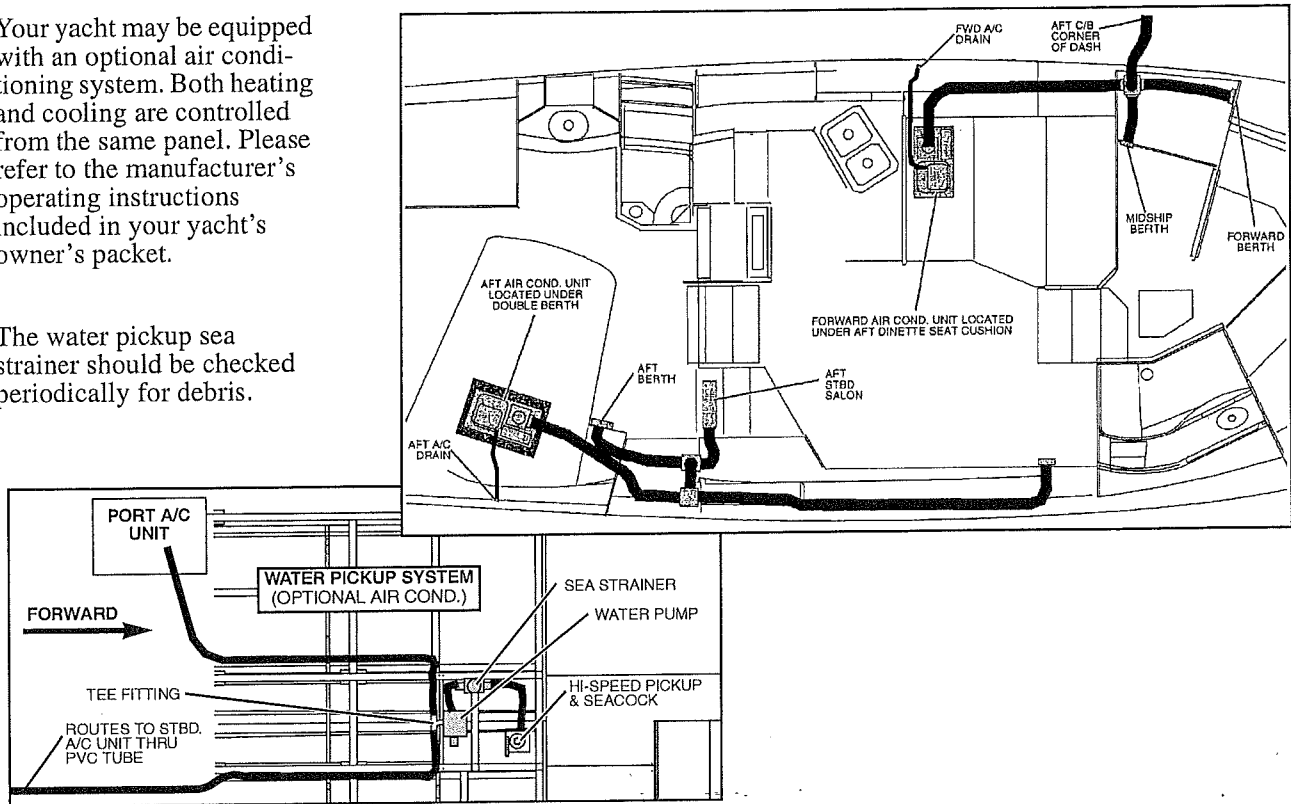 Your yacht may be equipped
with an optional air condi-
tioning system. Both heating
and cooling are controlled
from the same panel. Please
refer to the manufacturer's
operating instructions
included in your yacht's
owner's packet.
The water pickup sea
strainer should be checked
periodically for debris.
FWD A/C
DRAIN
AFT C/B
CORNER
OF DASH
MIDSHIP
BERTH
FORWARD
BERTH
AFT AIR COND. UNIT
LOCATED UNDER
DOUBLE BERTH
FORWARD AIR COND. UNIT LOCATED
UNDER AFT DINETTE SEAT CUSHION
AFT
BERTH
AFT
STBD
SALON
AFT A/C
DRAIN
PORT A/C
UNIT
WATER PICKUP SYSTEM
(OPTIONAL AIR COND.)
FORWARD
SEA STRAINER
WATER PUMP
TEE FITTING
HI-SPEED PICKUP
& SEACOCK
ROUTES TO STBD.
A/C UNIT THRU
PVC TUBE